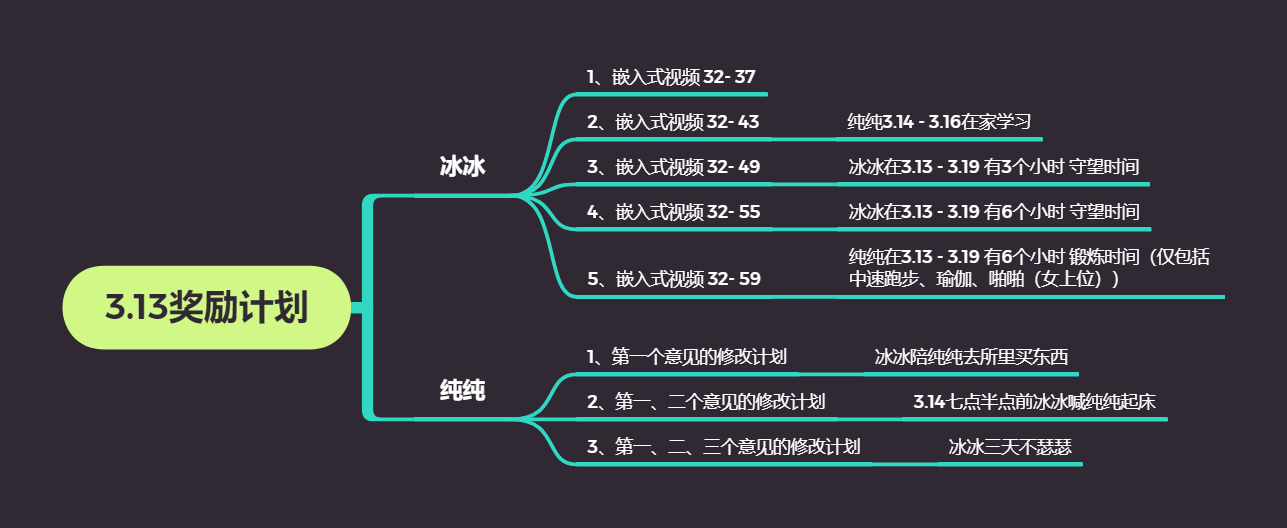 1、嵌入式视频 32- 37
2、嵌入式视频 32- 43
纯纯3.14 - 3.16在家学习
冰冰
3、嵌入式视频 32- 49
冰冰在3.13 - 3.19 有3个小时 守望时间
4、嵌入式视频 32- 55
冰冰在3.13 - 3.19 有6个小时 守望时间
5、嵌入式视频 32- 59
纯纯在3.13 - 3.19 有6个小时 锻炼时间（仅包括
中速跑步、瑜伽、啪啪（女上位））
3.13奖励计划
纯纯
1、第一个意见的修改计划
冰冰陪纯纯去所里买东西
2、第一、二个意见的修改计划
3.14七点半点前冰冰喊纯纯起床
3、第一、二、三个意见的修改计划
冰冰三天不瑟瑟